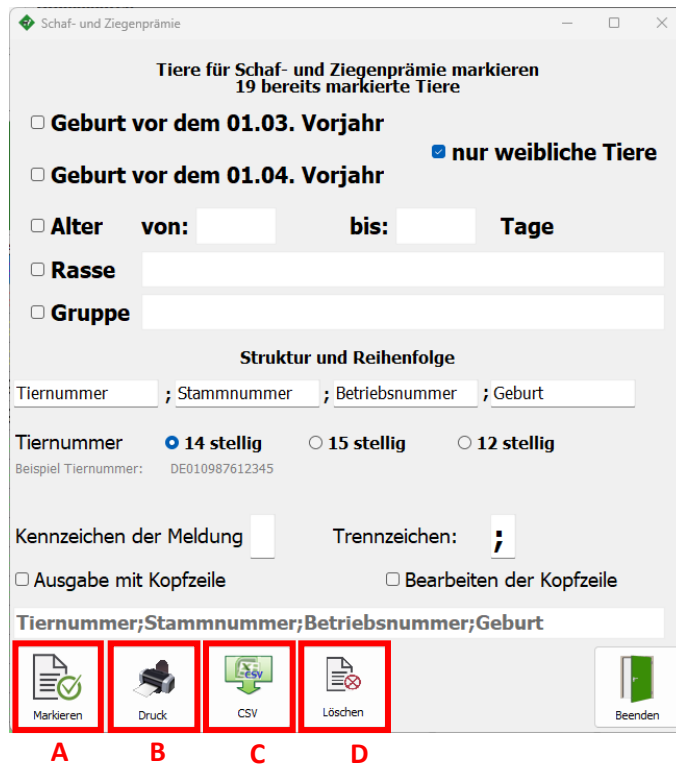 Schaf- und Ziegenprämie
Tiere für Schaf- und Ziegenprämie markieren
19 bereits markierte Tiere
Geburt vor dem 01.03. Vorjahr
nur weibliche Tiere
Geburt vor dem 01.04. Vorjahr
Alter von: bis: Tage
Rasse
Gruppe
Struktur und Reihenfolge
Tiernummer ; Stammnummer ; Betriebsnummer ; Geburt
Tiernummer 14 stellig 15 stellig 12 stellig
Beispiel Tiernummer: DE010987612345
Kennzeichen der Meldung Trennzeichen: ;
Ausgabe mit Kopfzeile Bearbeiten der Kopfzeile
Tiernummer;Stammnummer;Betriebsnummer;Geburt
CSV
Markieren Druck CSV Löschen Beenden
A B C D